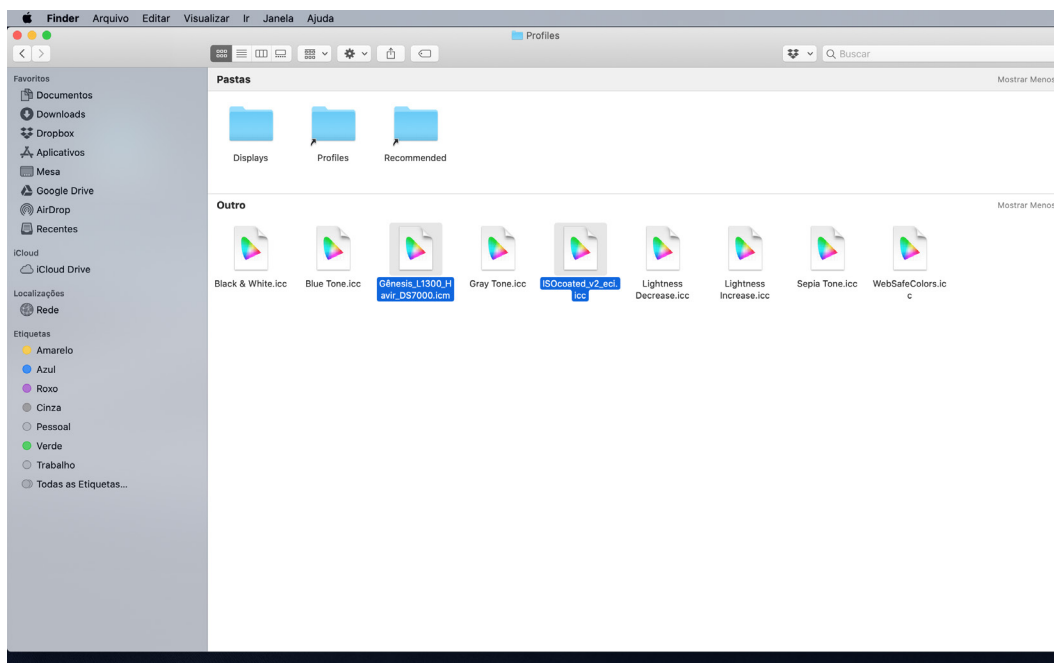 Finder Arquivo Editar Visualizar Ir Janela Ajuda
Profiles
Buscar
Favoritos
Documentos
Downloads
Dropbox
Aplicativos
Mesa
Google Drive
AirDrop
Recentes
iCloud
iCloud Drive
Localizações
Rede
Etiquetas
Amarelo
Azul
Roxo
Cinza
Pessoal
Verde
Trabalho
Todas as Etiquetas...
Pastas Mostrar Menos
Displays Profiles Recommended
Outro Mostrar Menos
Black & White.icc Blue Tone.icc Gênesis_L1300_H Gray Tone.icc ISOcoated_v2_eci. Lightness Lightness Sepia Tone.icc WebSafeColors.ic
avir_DS7000.icm icc Decrease.icc Increase.icc c